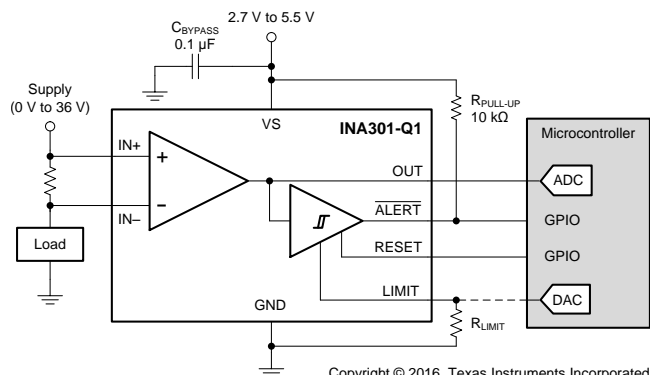 2.7 V to 5.5 V
CBYPASS
0.1 µF
Supply
(0 V to 36 V)
RPULL-UP
10 kΩ
VS
INA301-Q1
Microcontroller
IN+
+
OUT
ADC
ALERT
GPIO
IN–
–
RESET
GPIO
Load
LIMIT
DAC
GND
RLIMIT
Copyright © 2016, Texas Instruments Incorporated